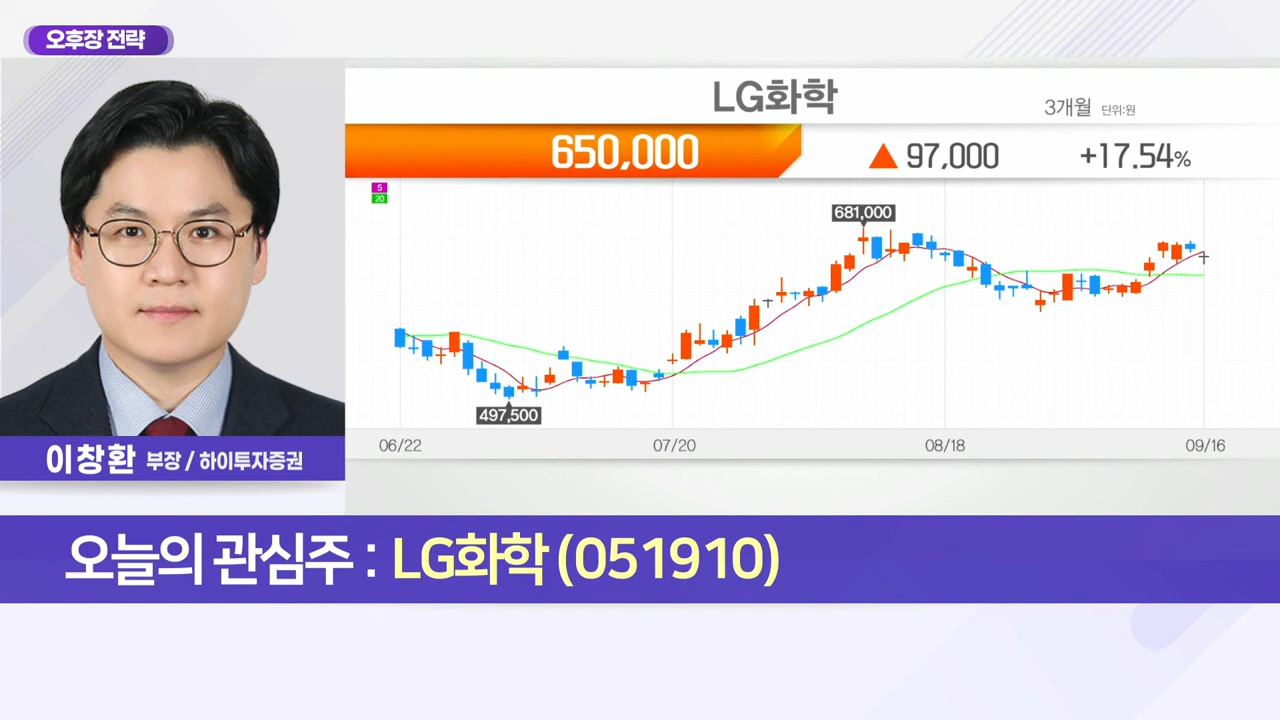 오후장 전략
LG화학
3개월 단위:원
650,000 ▲ 97,000 +17.54%
5
20
681,000
497,500
06/22 07/20 08/18 09/16
이창환 부장 / 하이투자증권
오늘의 관심주 : LG화학 (051910)